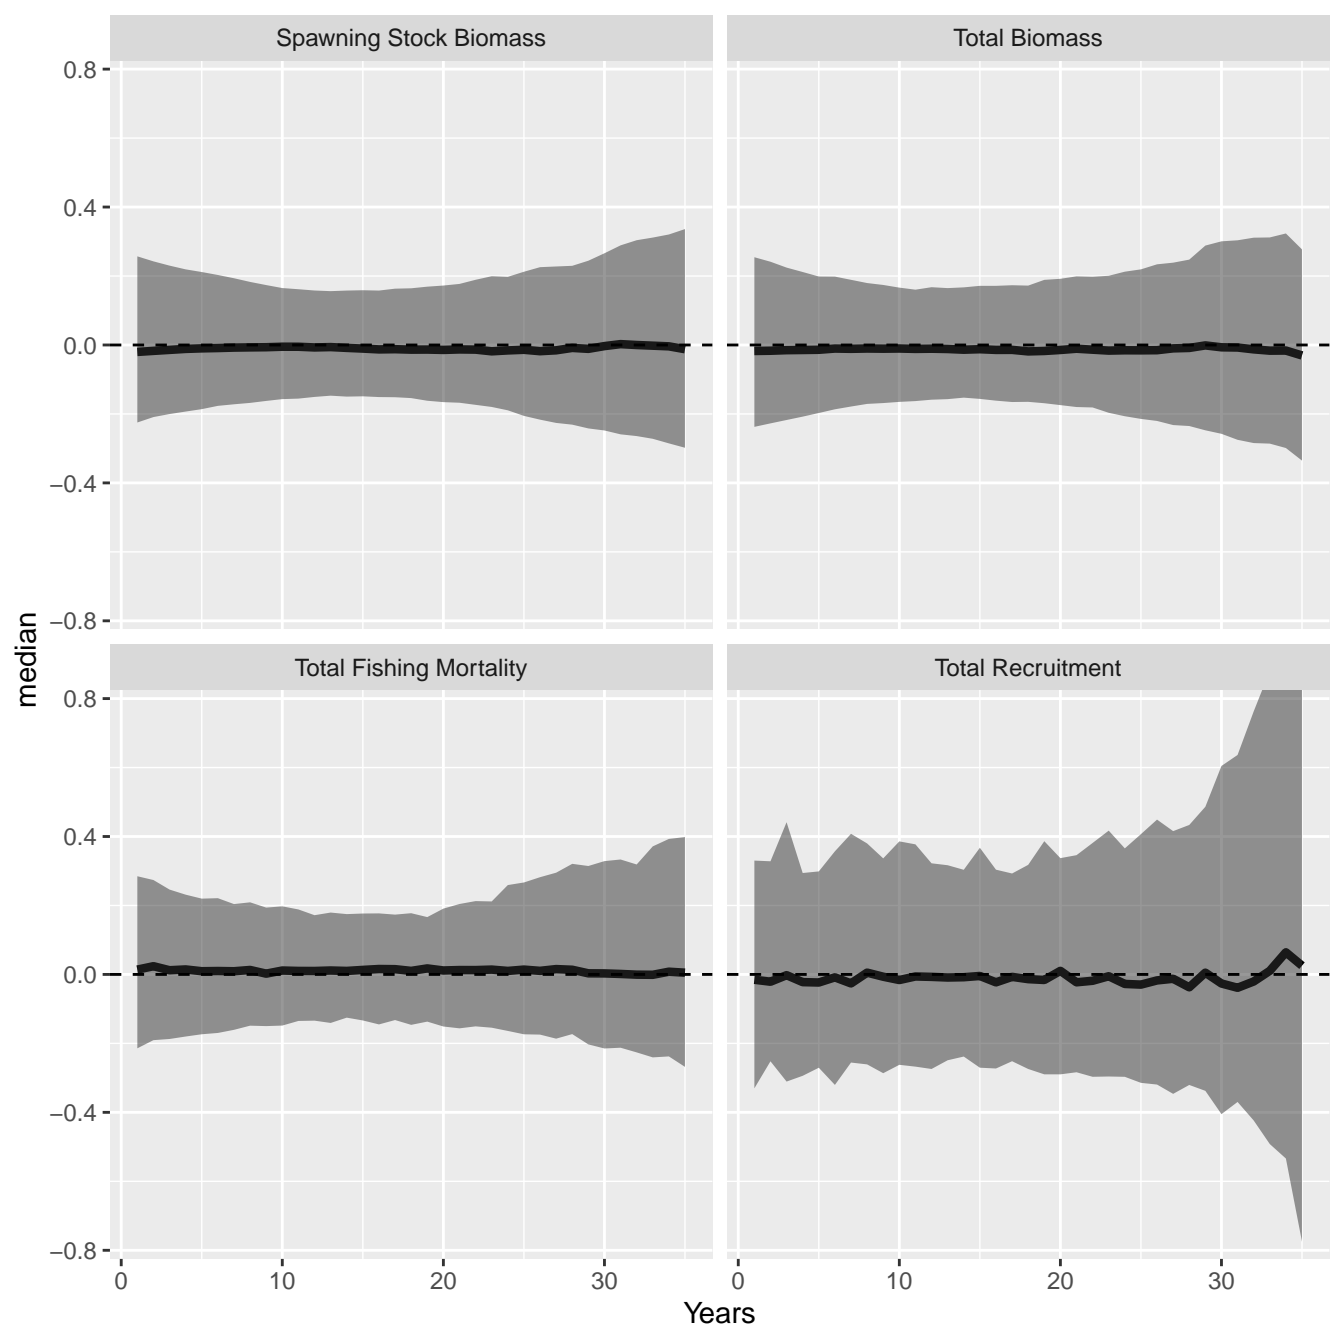 Spawning Stock Biomass
Total Biomass
0.8
0.4
0.0
−0.4
−0.8
median
Total Fishing Mortality
Total Recruitment
0.8
0.4
0.0
−0.4
−0.8
0 10 20 30
0 10 20 30
Years